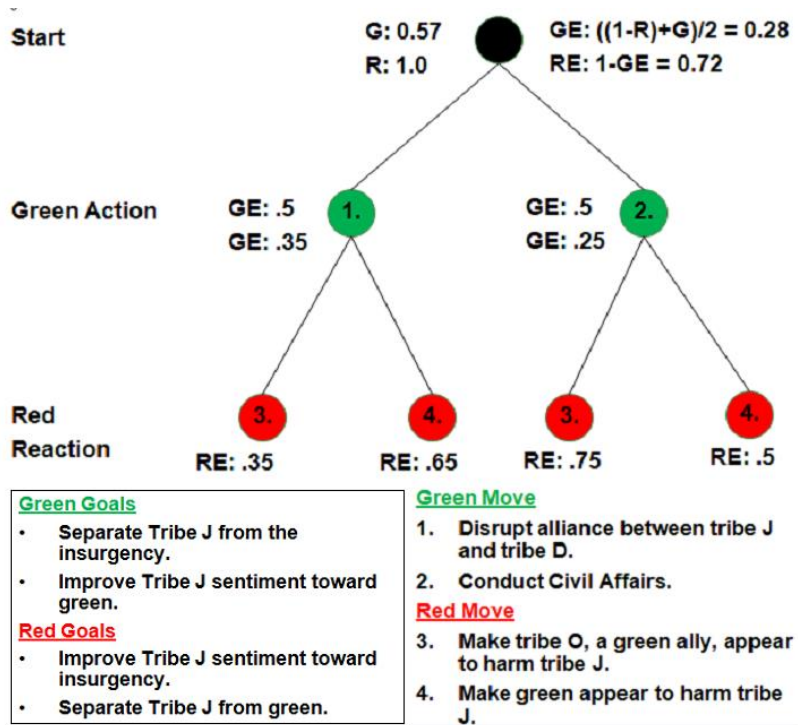 Start
G: 0.57
R: 1.0
GE: ((1-R)+G)/2 = 0.28
RE: 1-GE = 0.72
Green Action
GE: .5
GE: .35
1.
GE: .5
GE: .25
2.
Red
Reaction
3.
4.
3.
4.
RE: .35
RE: .65
RE: .75
RE: .5
Green Goals
• Separate Tribe J from the
insurgency.
• Improve Tribe J sentiment toward
green.
Red Goals
• Improve Tribe J sentiment toward
insurgency.
• Separate Tribe J from green.
Green Move
1. Disrupt alliance between tribe J
and tribe D.
2. Conduct Civil Affairs.
Red Move
3. Make tribe O, a green ally, appear
to harm tribe J.
4. Make green appear to harm tribe
J.